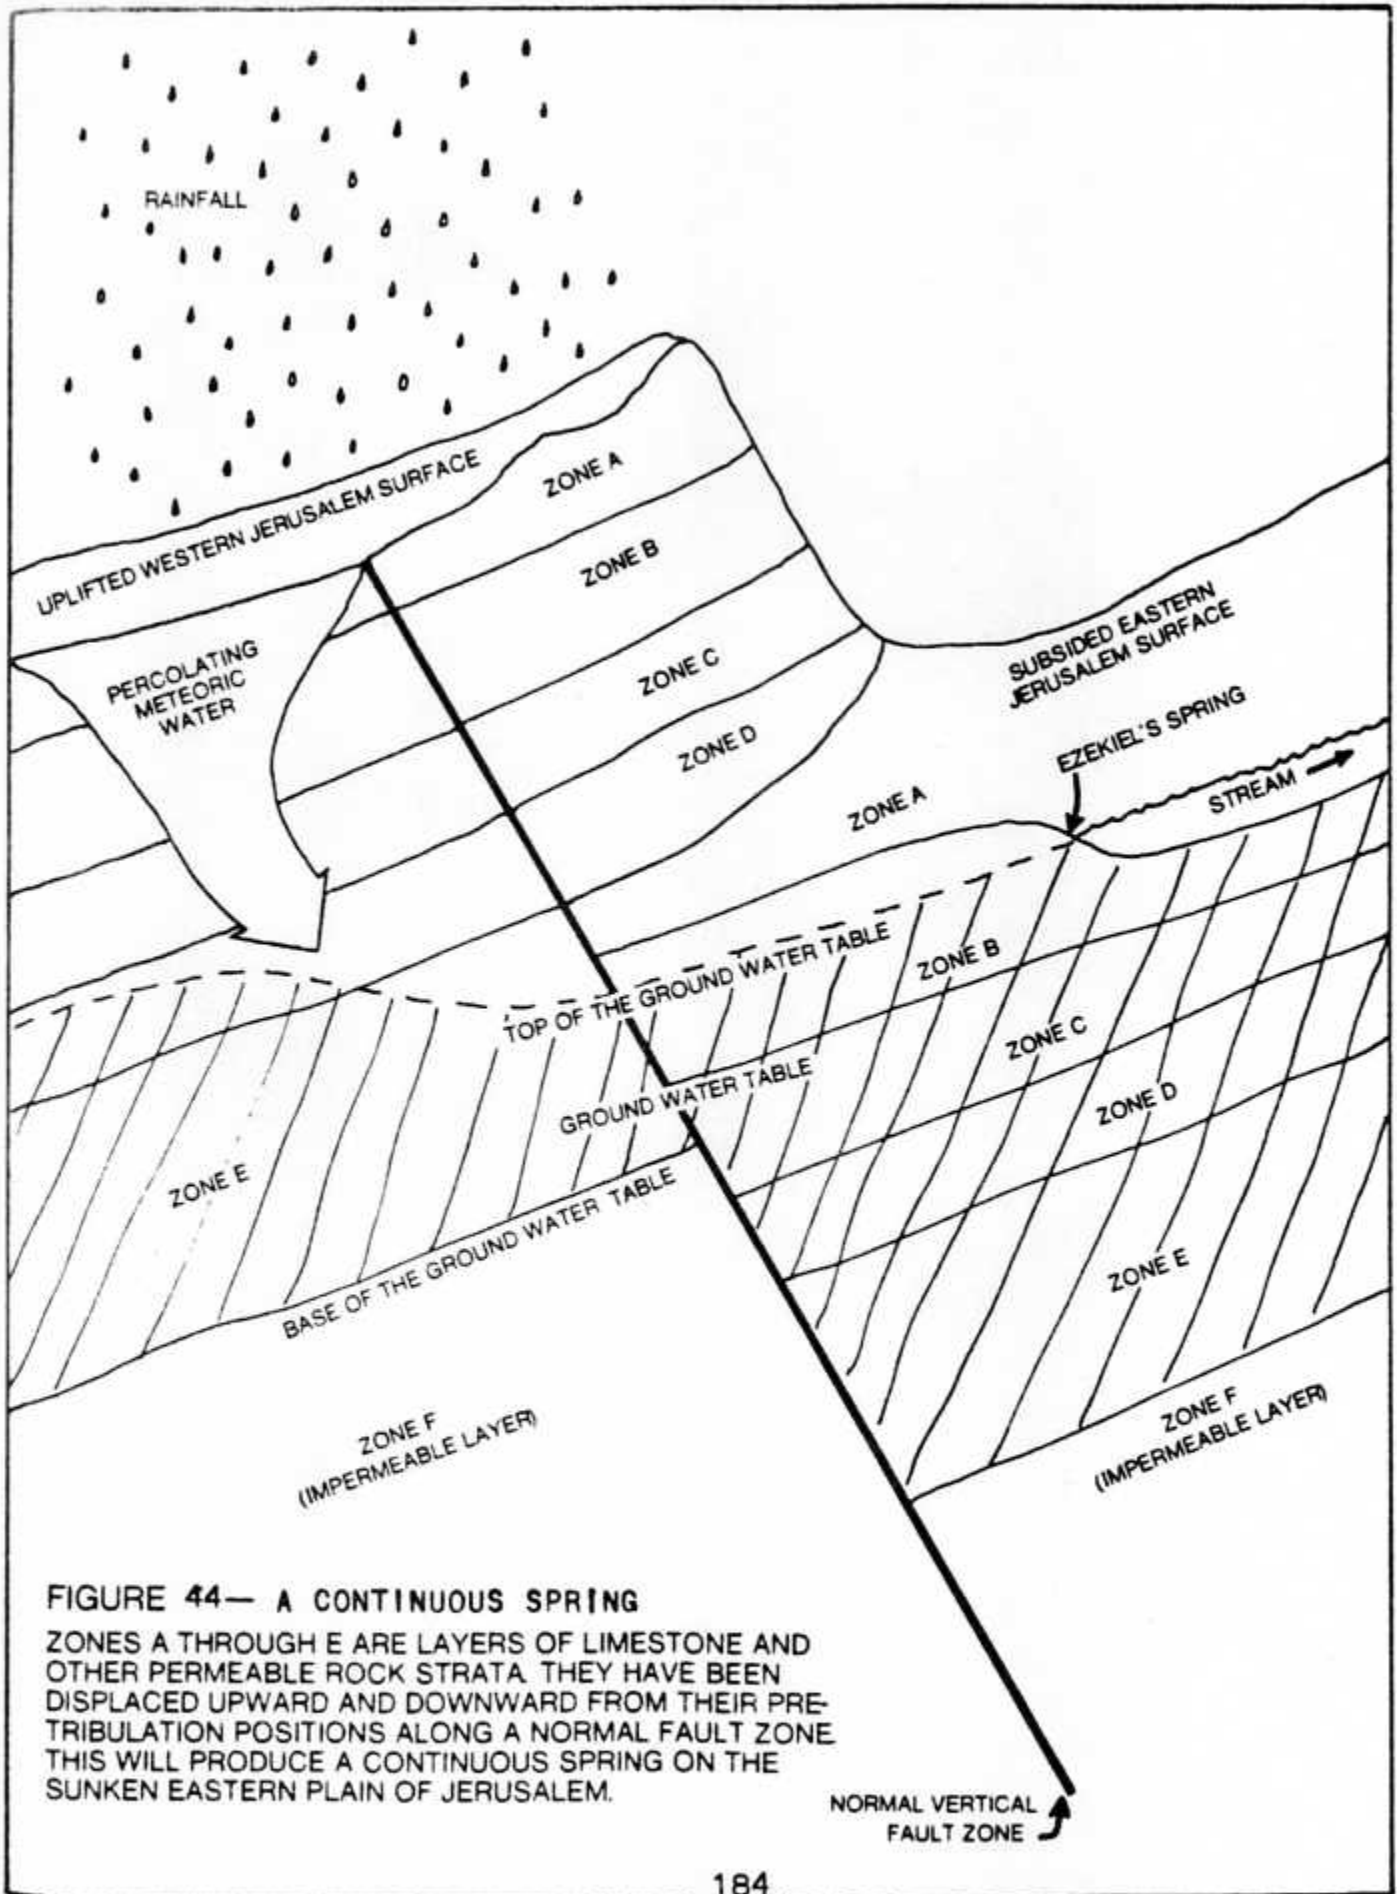 RAINFALL
UPLIFTED WESTERN JERUSALEM SURFACE
ZONE A
ZONE B
PERCOLATING
METEORIC
WATER
ZONE C
ZONE D
SUBSIDED EASTERN
JERUSALEM SURFACE
EZEKIEL'S SPRING
STREAM
ZONE A
TOP OF THE GROUND WATER TABLE
ZONE B
GROUND WATER TABLE
ZONE C
ZONE D
ZONE E
BASE OF THE GROUND WATER TABLE
ZONE E
ZONE F
(IMPERMEABLE LAYER)
ZONE F
(IMPERMEABLE LAYER)
FIGURE 44— A CONTINUOUS SPRING
ZONES A THROUGH E ARE LAYERS OF LIMESTONE AND
OTHER PERMEABLE ROCK STRATA. THEY HAVE BEEN
DISPLACED UPWARD AND DOWNWARD FROM THEIR PRE-
TRIBULATION POSITIONS ALONG A NORMAL FAULT ZONE.
THIS WILL PRODUCE A CONTINUOUS SPRING ON THE
SUNKEN EASTERN PLAIN OF JERUSALEM.
NORMAL VERTICAL
FAULT ZONE
184